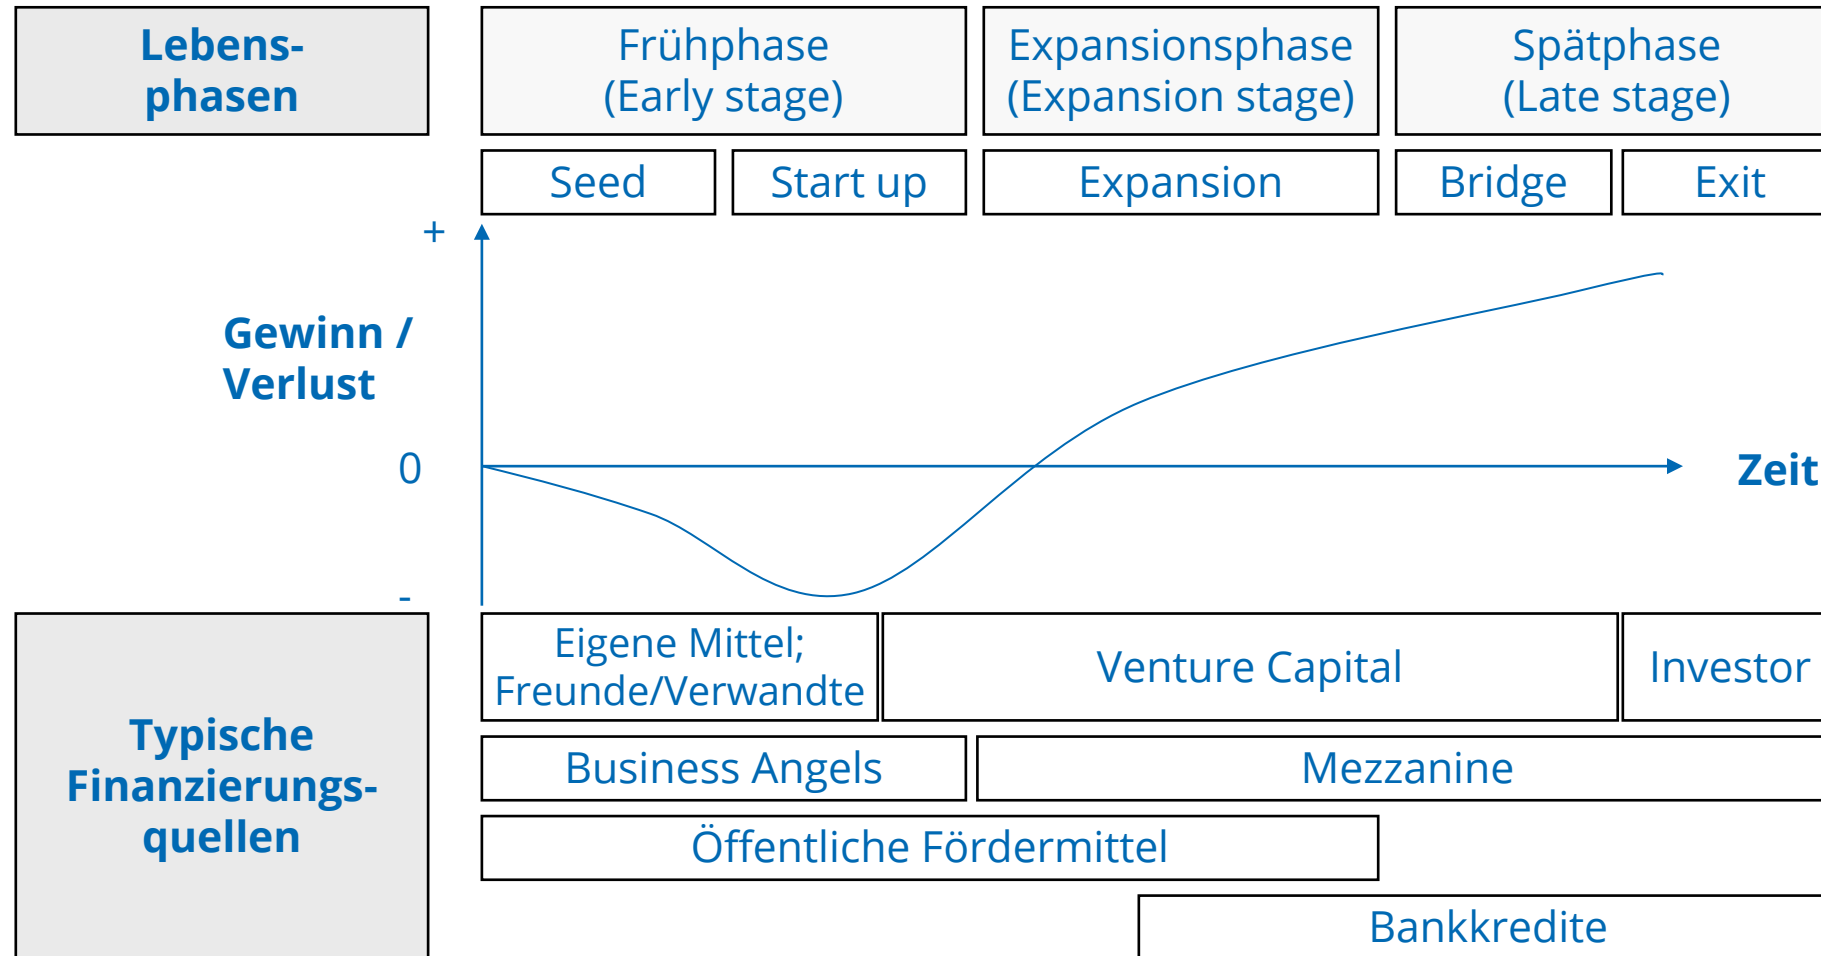 Lebens-
phasen
Frühphase
(Early stage)
Expansionsphase
(Expansion stage)
Spätphase
(Late stage)
Seed
Start up
Expansion
Bridge
Exit
+
Gewinn /
Verlust
0
Zeit
-
Typische
Finanzierungs-
quellen
Eigene Mittel;
Freunde/Verwandte
Venture Capital
Investor
Business Angels
Mezzanine
Öffentliche Fördermittel
Bankkredite